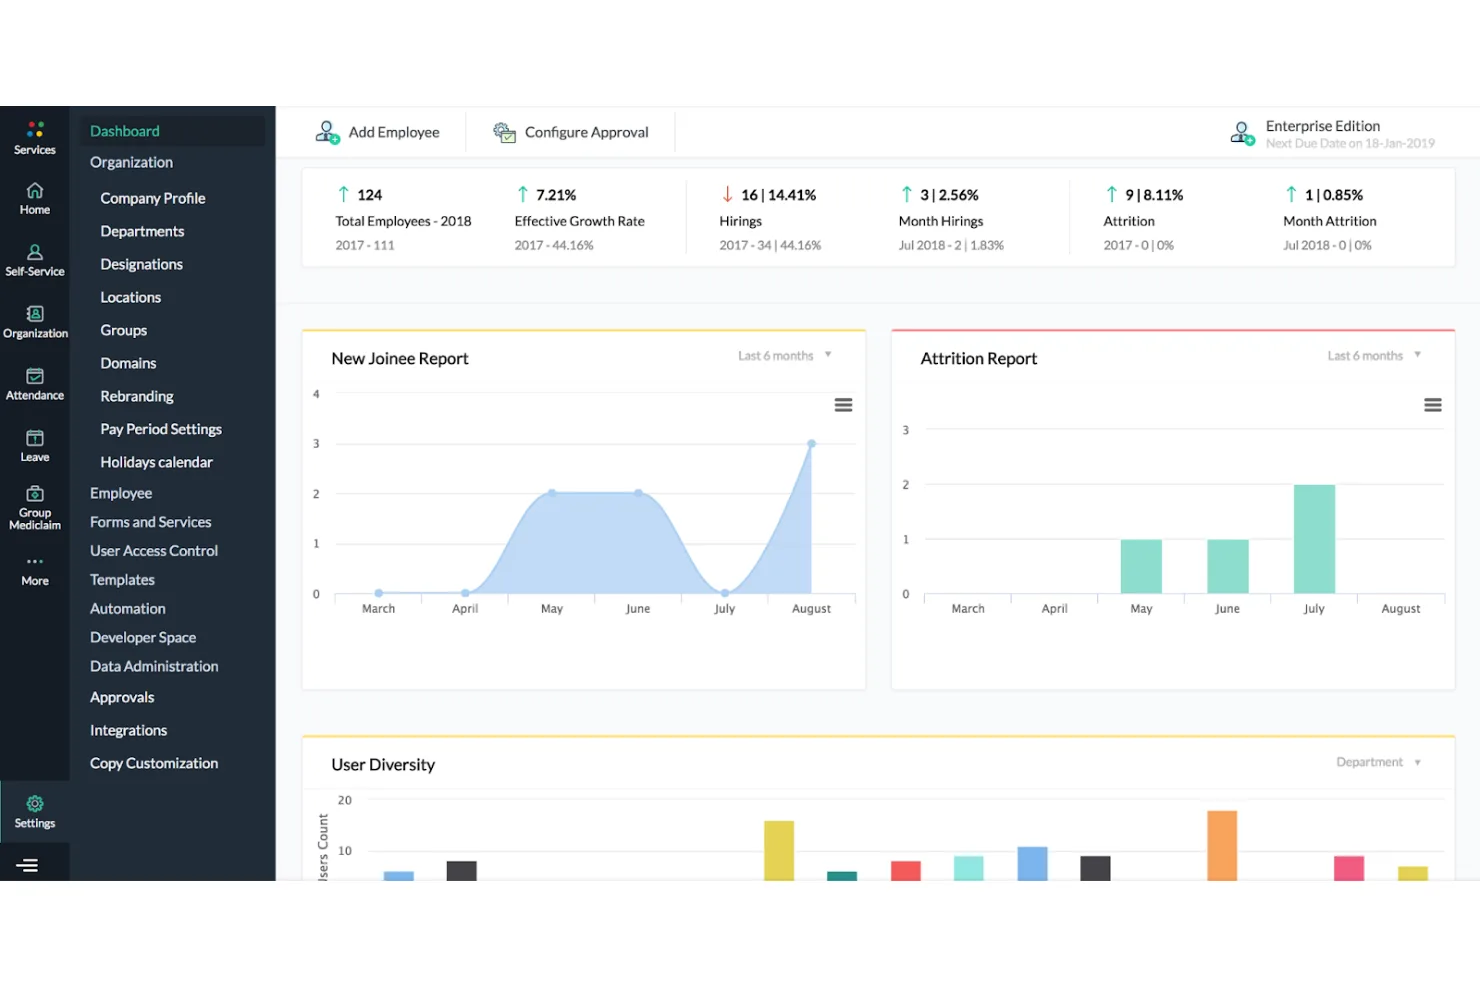 Services
Home
Self-Service
Organization
Attendance
Leave
Group
Mediclaim
More
Settings
Dashboard
Organization
Company Profile
Departments
Designations
Locations
Groups
Domains
Rebranding
Pay Period Settings
Holidays calendar
Employee
Forms and Services
User Access Control
Templates
Automation
Developer Space
Data Administration
Approvals
Integrations
Copy Customization
Add Employee
Configure Approval
Enterprise Edition
Next Due Date on 18-Jan-2019
↑ 124
Total Employees - 2018
2017 - 111
↑ 7.21%
Effective Growth Rate
2017 - 44.16%
↓ 16 | 14.41%
Hirings
2017 - 34 | 44.16%
↑ 3 | 2.56%
Month Hirings
Jul 2018 - 2 | 1.83%
↑ 9 | 8.11%
Attrition
2017 - 0 | 0%
↑ 1 | 0.85%
Month Attrition
Jul 2018 - 0 | 0%
New Joinee Report
Last 6 months
4
3
2
1
0
March April May June July August
Attrition Report
Last 6 months
3
2
1
0
March April May June July August
User Diversity
Department
20
10
Count